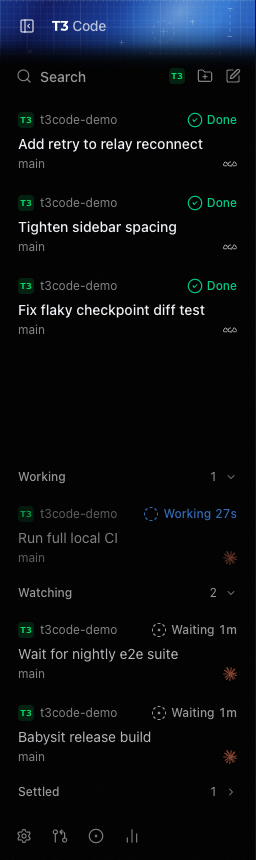 T3 Code
Search T3
T3 t3code-demo Done
Add retry to relay reconnect
main
T3 t3code-demo Done
Tighten sidebar spacing
main
T3 t3code-demo Done
Fix flaky checkpoint diff test
main
Working 1
T3 t3code-demo Working 27s
Run full local CI
main
Watching 2
T3 t3code-demo Waiting 1m
Wait for nightly e2e suite
main
T3 t3code-demo Waiting 1m
Babysit release build
main
Settled 1